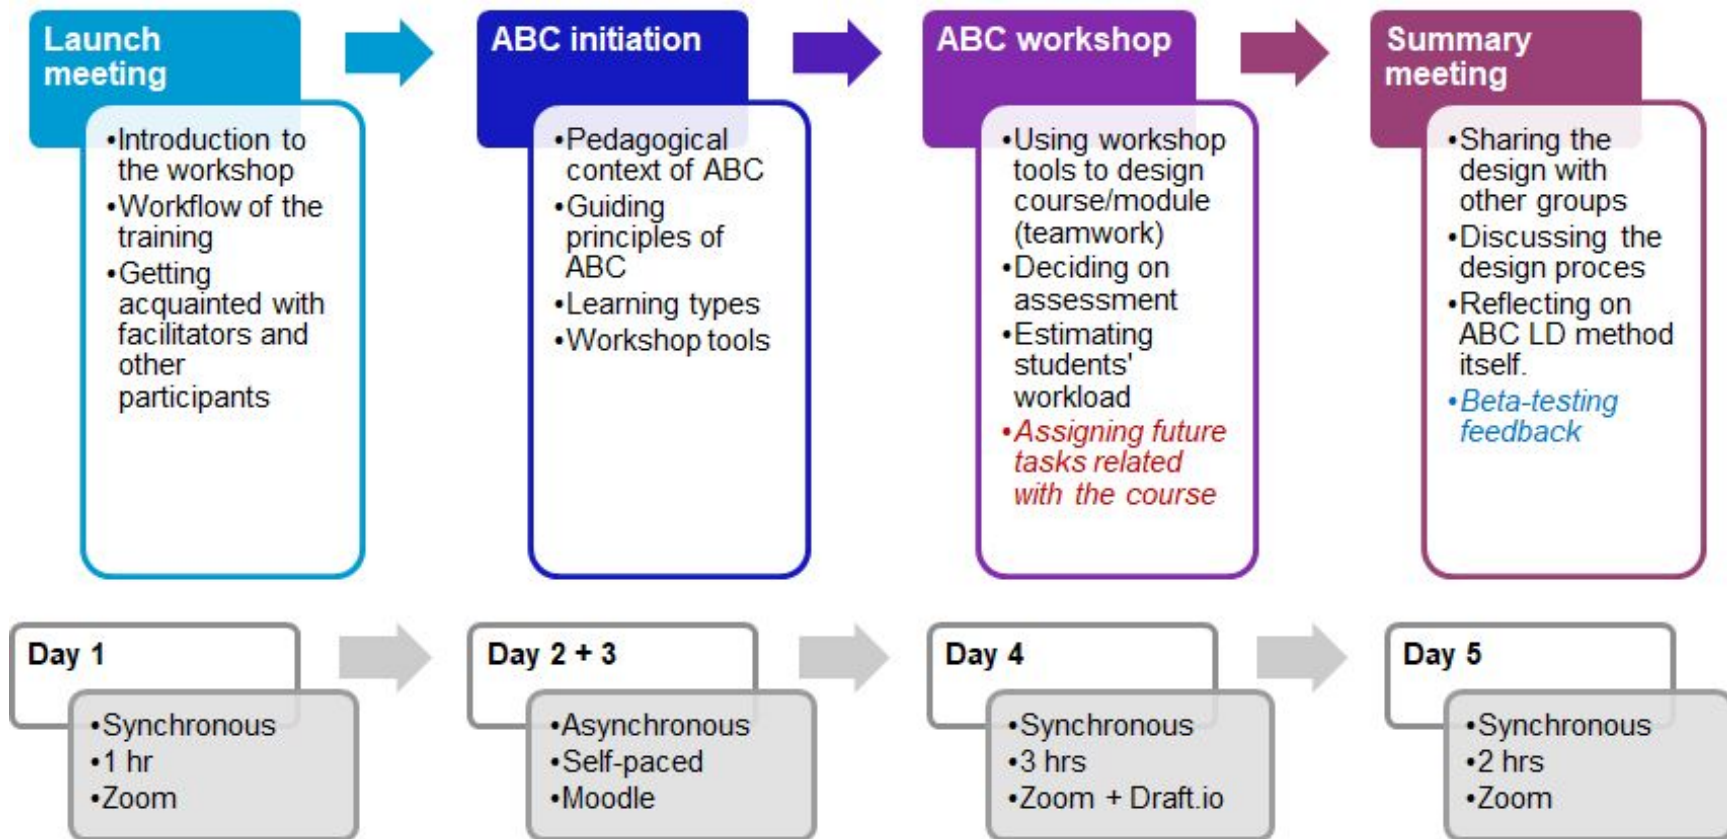 Launch
meeting
•Introduction to
the workshop
•Workflow of the
training
•Getting
acquainted with
facilitators and
other
participants
ABC initiation
•Pedagogical
context of ABC
•Guiding
principles of
ABC
•Learning types
•Workshop tools
ABC workshop
•Using workshop
tools to design
course/module
(teamwork)
•Deciding on
assessment
•Estimating
students'
workload
•Assigning future
tasks related
with the course
Summary
meeting
•Sharing the
design with
other groups
•Discussing the
design proces
•Reflecting on
ABC LD method
itself.
•Beta-testing
feedback
Day 1
•Synchronous
•1 hr
•Zoom
Day 2 + 3
•Asynchronous
•Self-paced
•Moodle
Day 4
•Synchronous
•3 hrs
•Zoom + Draft.io
Day 5
•Synchronous
•2 hrs
•Zoom